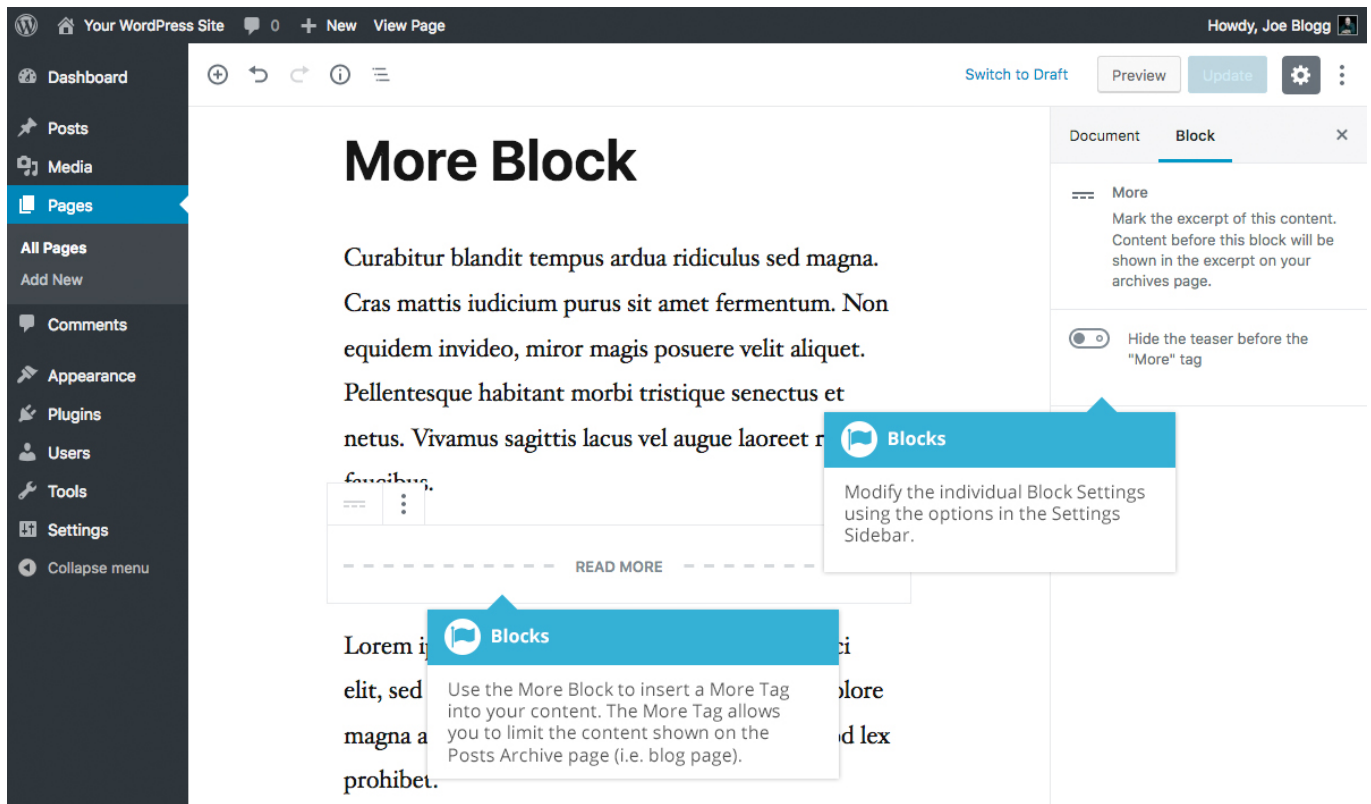 Your WordPress Site 0 New View Page Howdy, Joe Blogg
Dashboard
Posts
Media
Pages
All Pages
Add New
Comments
Appearance
Plugins
Users
Tools
Settings
Collapse menu
Switch to Draft Preview Update
More Block
Curabitur blandit tempus ardua ridiculus sed magna.
Cras mattis iudicium purus sit amet fermentum. Non
equidem invideo, miror magis posuere velit aliquet.
Pellentesque habitant morbi tristique senectus et
netus. Vivamus sagittis lacus vel augue laoreet
faucibus.
READ MORE
Lorem
elit, sed
magna lex
prohibet.
Blocks
Use the More Block to insert a More Tag
into your content. The More Tag allows
you to limit the content shown on the
Posts Archive page (i.e. blog page).
Document Block
More
Mark the excerpt of this content.
Content before this block will be
shown in the excerpt on your
archives page.
Hide the teaser before the
"More" tag
Blocks
Modify the individual Block Settings
using the options in the Settings
Sidebar.